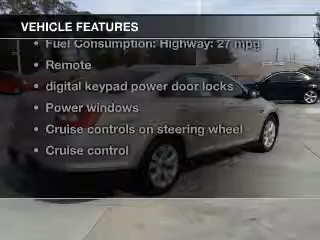 VEHICLE FEATURES
• Fuel Consumption: Highway: 27 mpg
• Remote
• digital keypad power door locks
• Power windows
• Cruise controls on steering wheel
• Cruise control